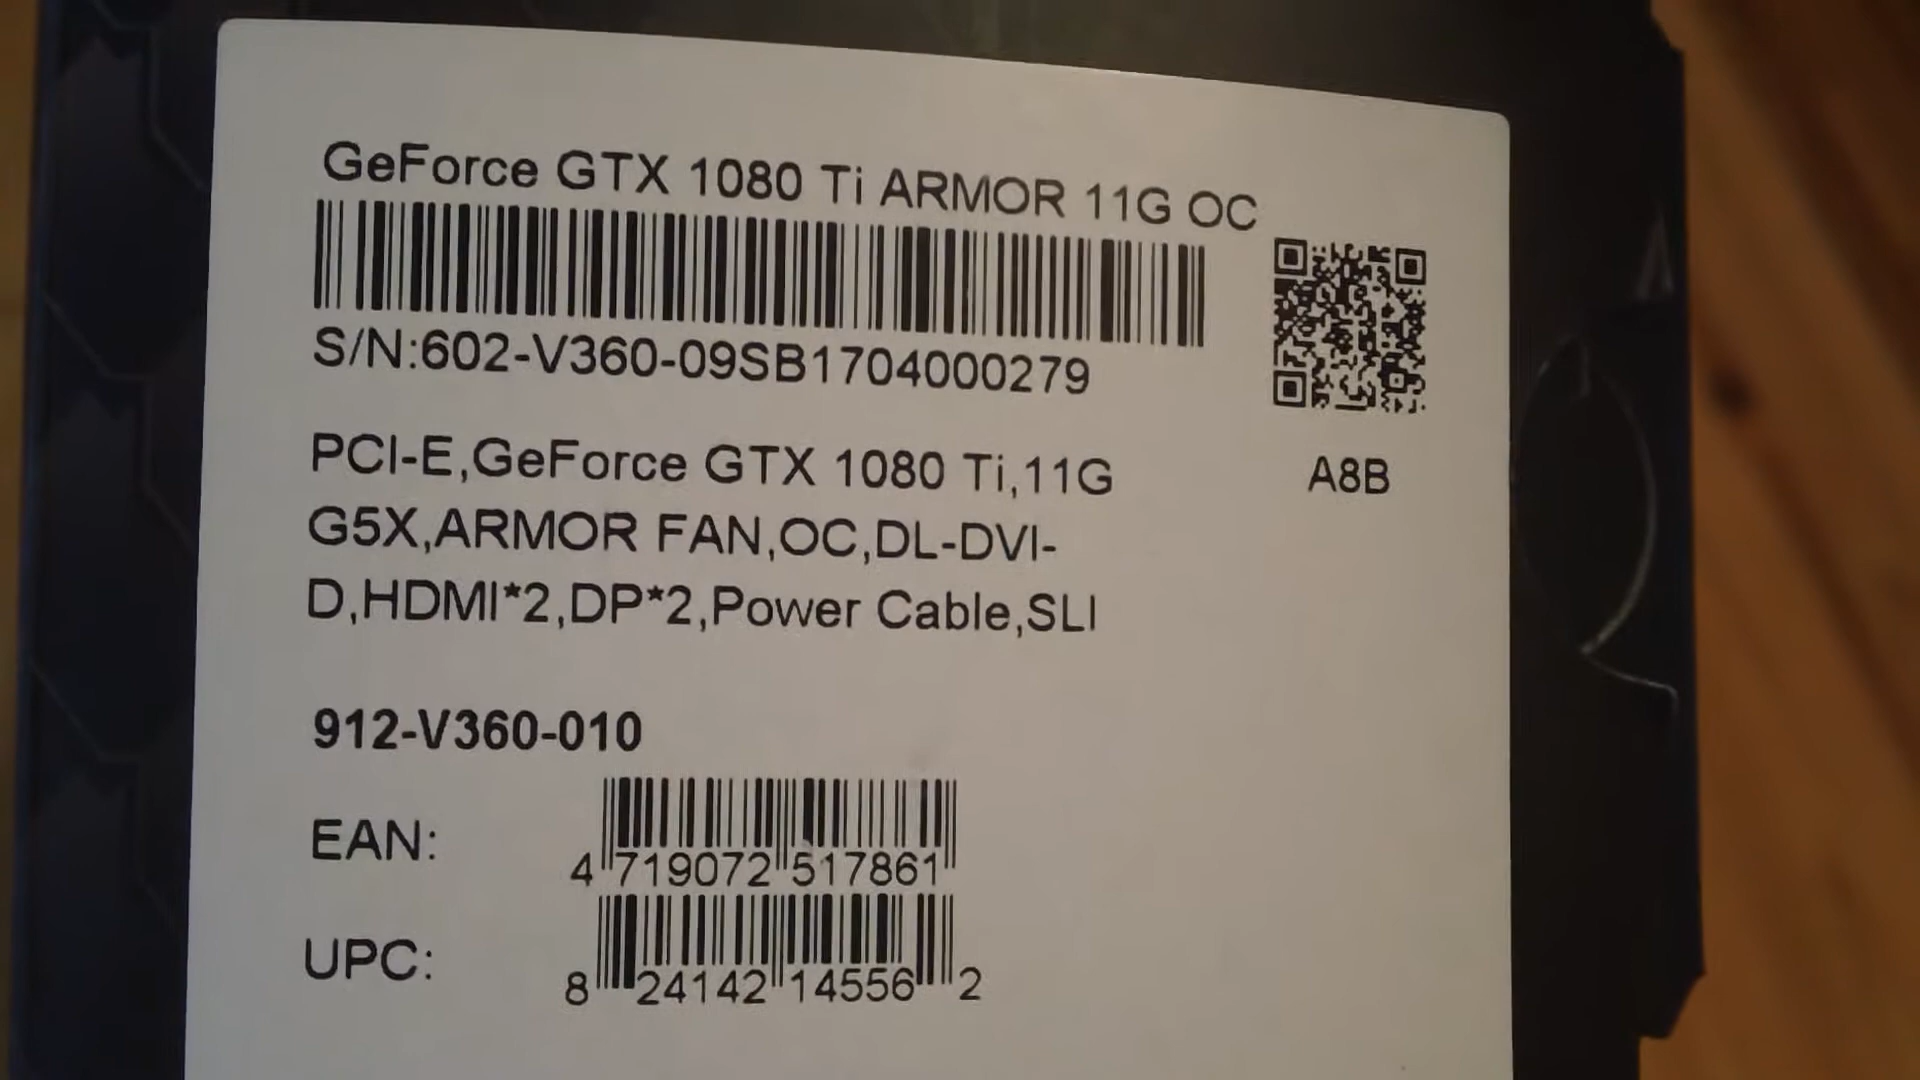 GeForce GTX 1080 Ti ARMOR 11G OC
S/N:602-V360-09SB1704000279
PCI-E,GeForce GTX 1080 Ti,11G
G5X,ARMOR FAN,OC,DL-DVI-
D,HDMI*2,DP*2,Power Cable,SLI
A8B
912-V360-010
EAN:
4 719072 517861
UPC:
8 24142 14556 2